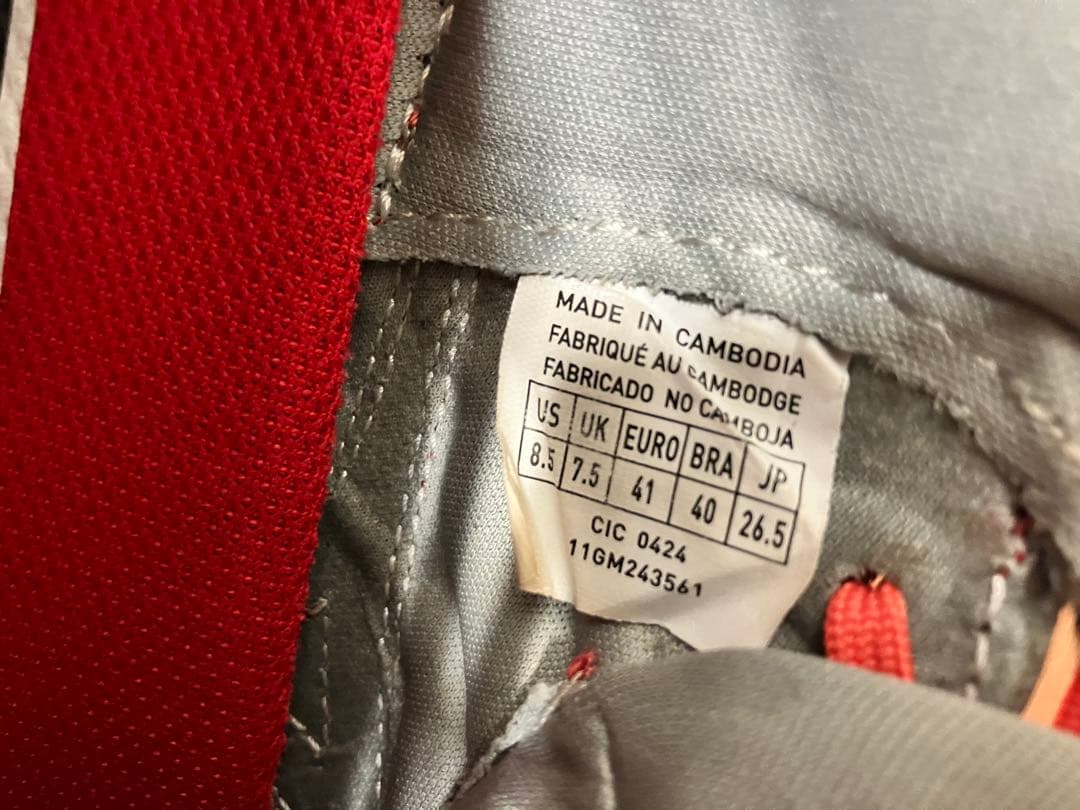 MADE IN CAMBODIA
FABRIQUÉ AU CAMBODGE
FABRICADO NO CAMBOJA
US UK EURO BRA JP
8.5 7.5 41 40 26.5
CIC 0424
11GM243561